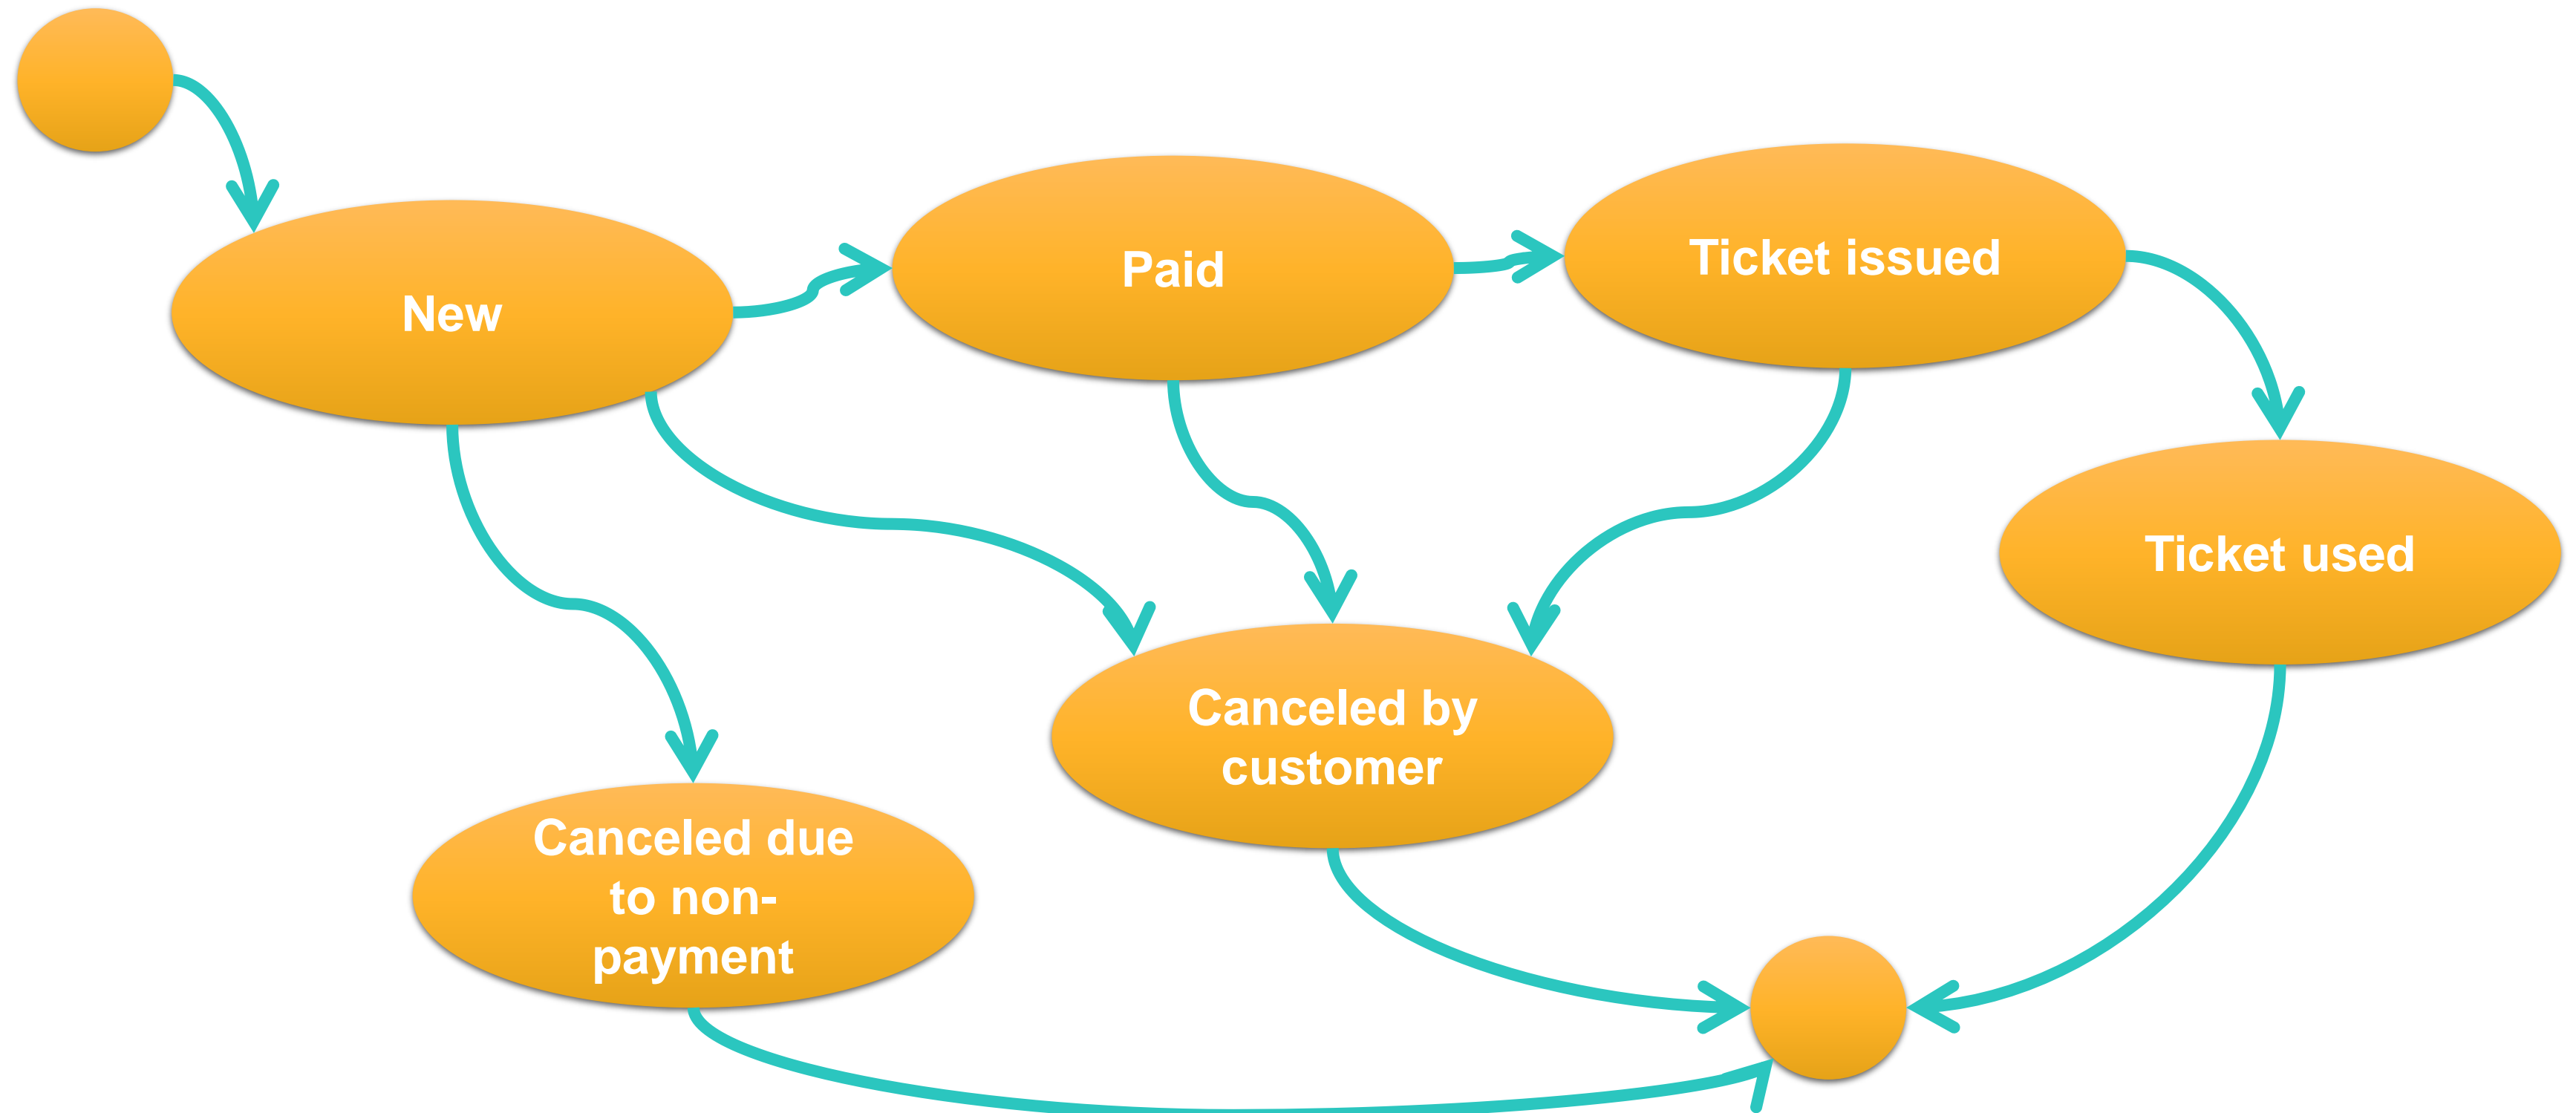 New
Paid
Ticket issued
Ticket used
Canceled by
customer
Canceled due
to non-
payment